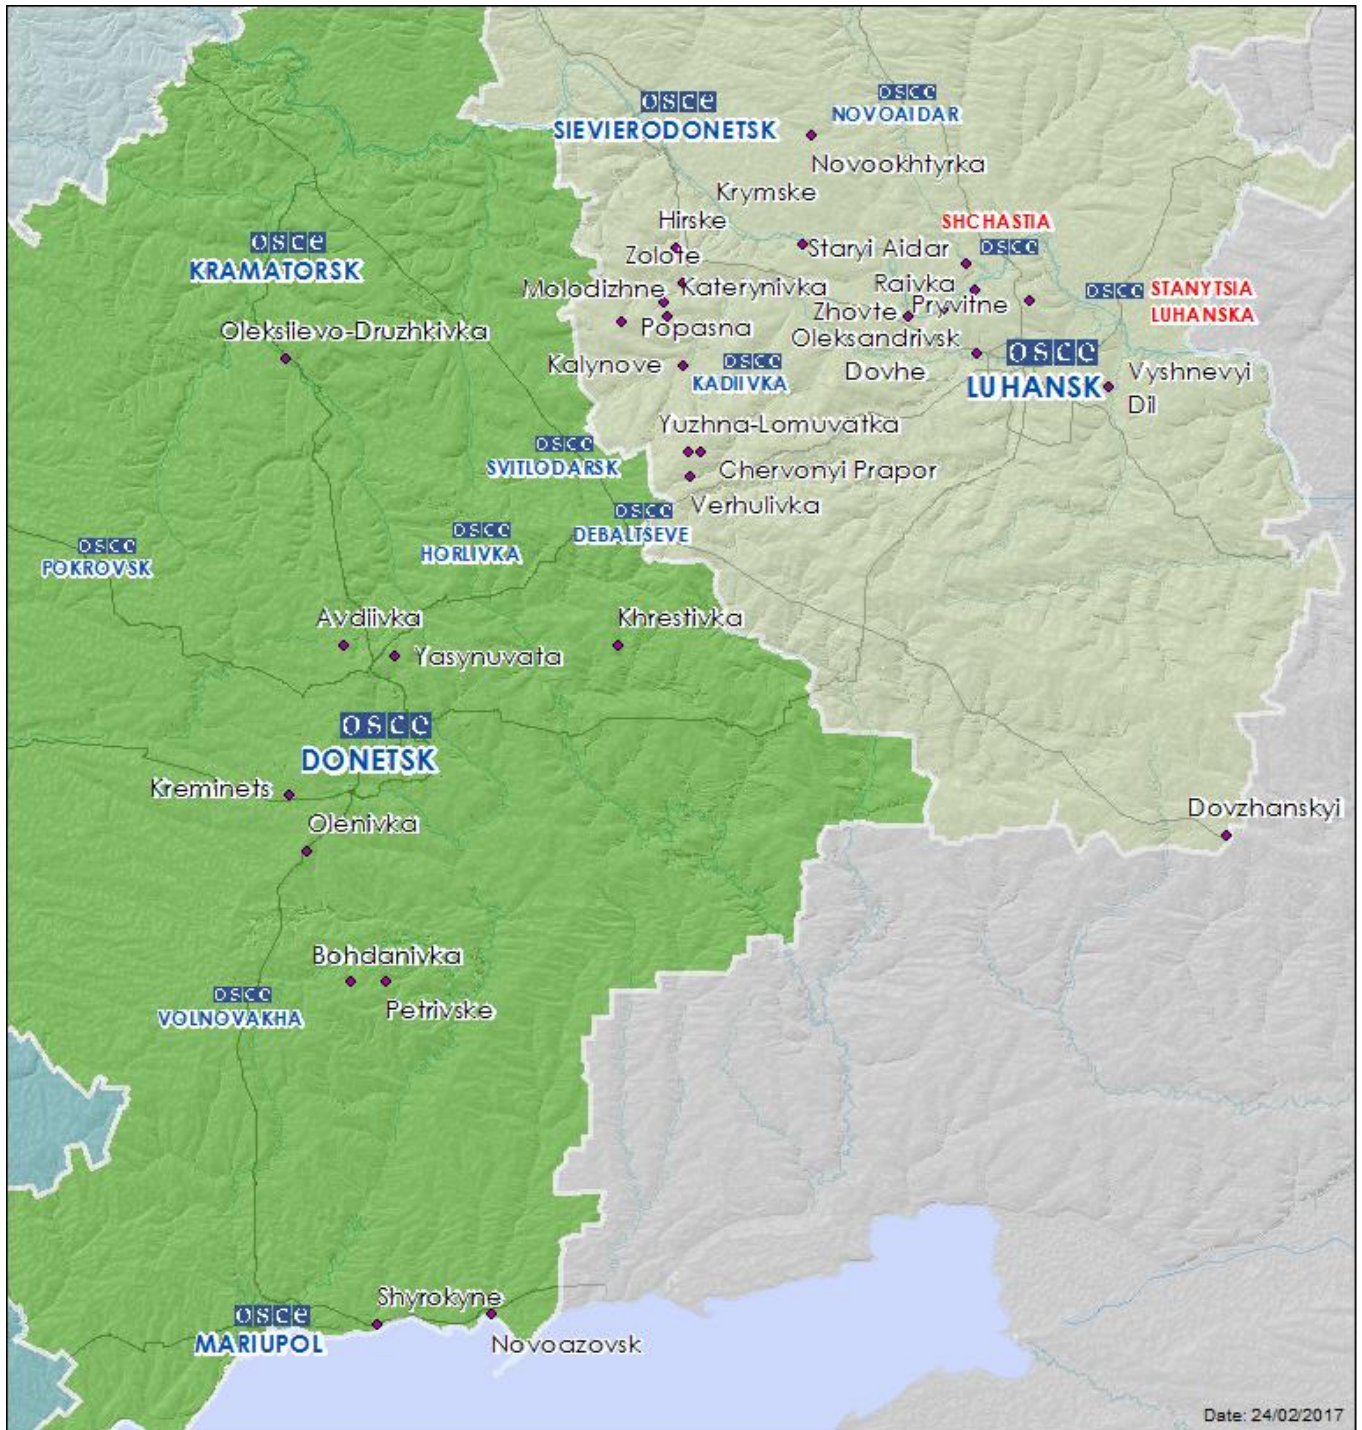 osce
SIEVIERODONETSK
osce
NOVOAIDAR
Novookhtyrka
Krymske
Hirske
SHCHASTIA
osce
Zolote
Staryi Aidar
osce
KRAMATORSK
Molodizhne
Katerynivka
Raivka
osce
STANYTSIA
LUHANSKA
Zhovte
Pryvitne
Popasna
Oleksandrivsk
Oleksiievo-Druzhkivka
Kalynove
osce
KADIIVKA
Dovhe
osce
LUHANSK
Vyshnevyi
Dil
Yuzhna-Lomuvatka
osce
SVITLODARSK
Chervonyi Prapor
Verhulivka
osce
DEBALTSEVE
osce
HORLIVKA
osce
POKROVSK
Avdiivka
Khrestivka
Yasynuvata
osce
DONETSK
Kreminets
Olenivka
Dovzhanskyi
Bohdanivka
osce
VOLNOVAKHA
Petrivske
Shyrokyne
osce
MARIUPOL
Novoazovsk
Date: 24/02/2017